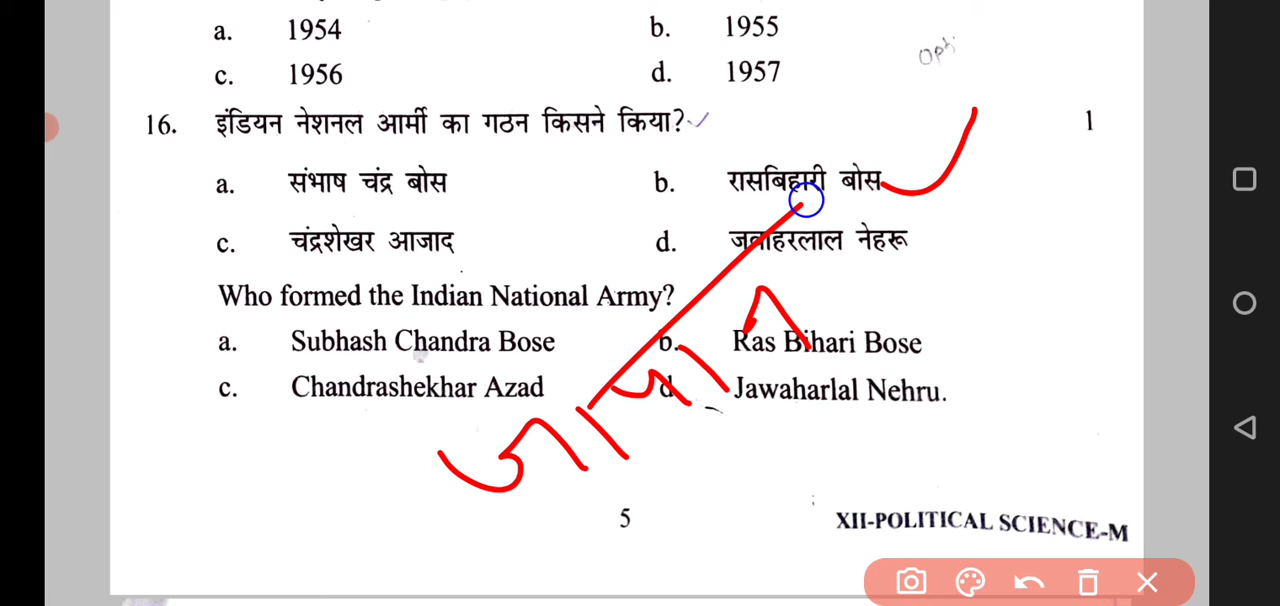 a. 1954 b. 1955
c. 1956 d. 1957
opti
16. इंडियन नेशनल आर्मी का गठन किसने किया? 1
a. संभाष चंद्र बोस b. रासबिहारी बोस
c. चंद्रशेखर आजाद d. जवाहरलाल नेहरू
Who formed the Indian National Army?
a. Subhash Chandra Bose b. Ras Bihari Bose
c. Chandrashekhar Azad d. Jawaharlal Nehru.
जापान
5 XII-POLITICAL SCIENCE-M